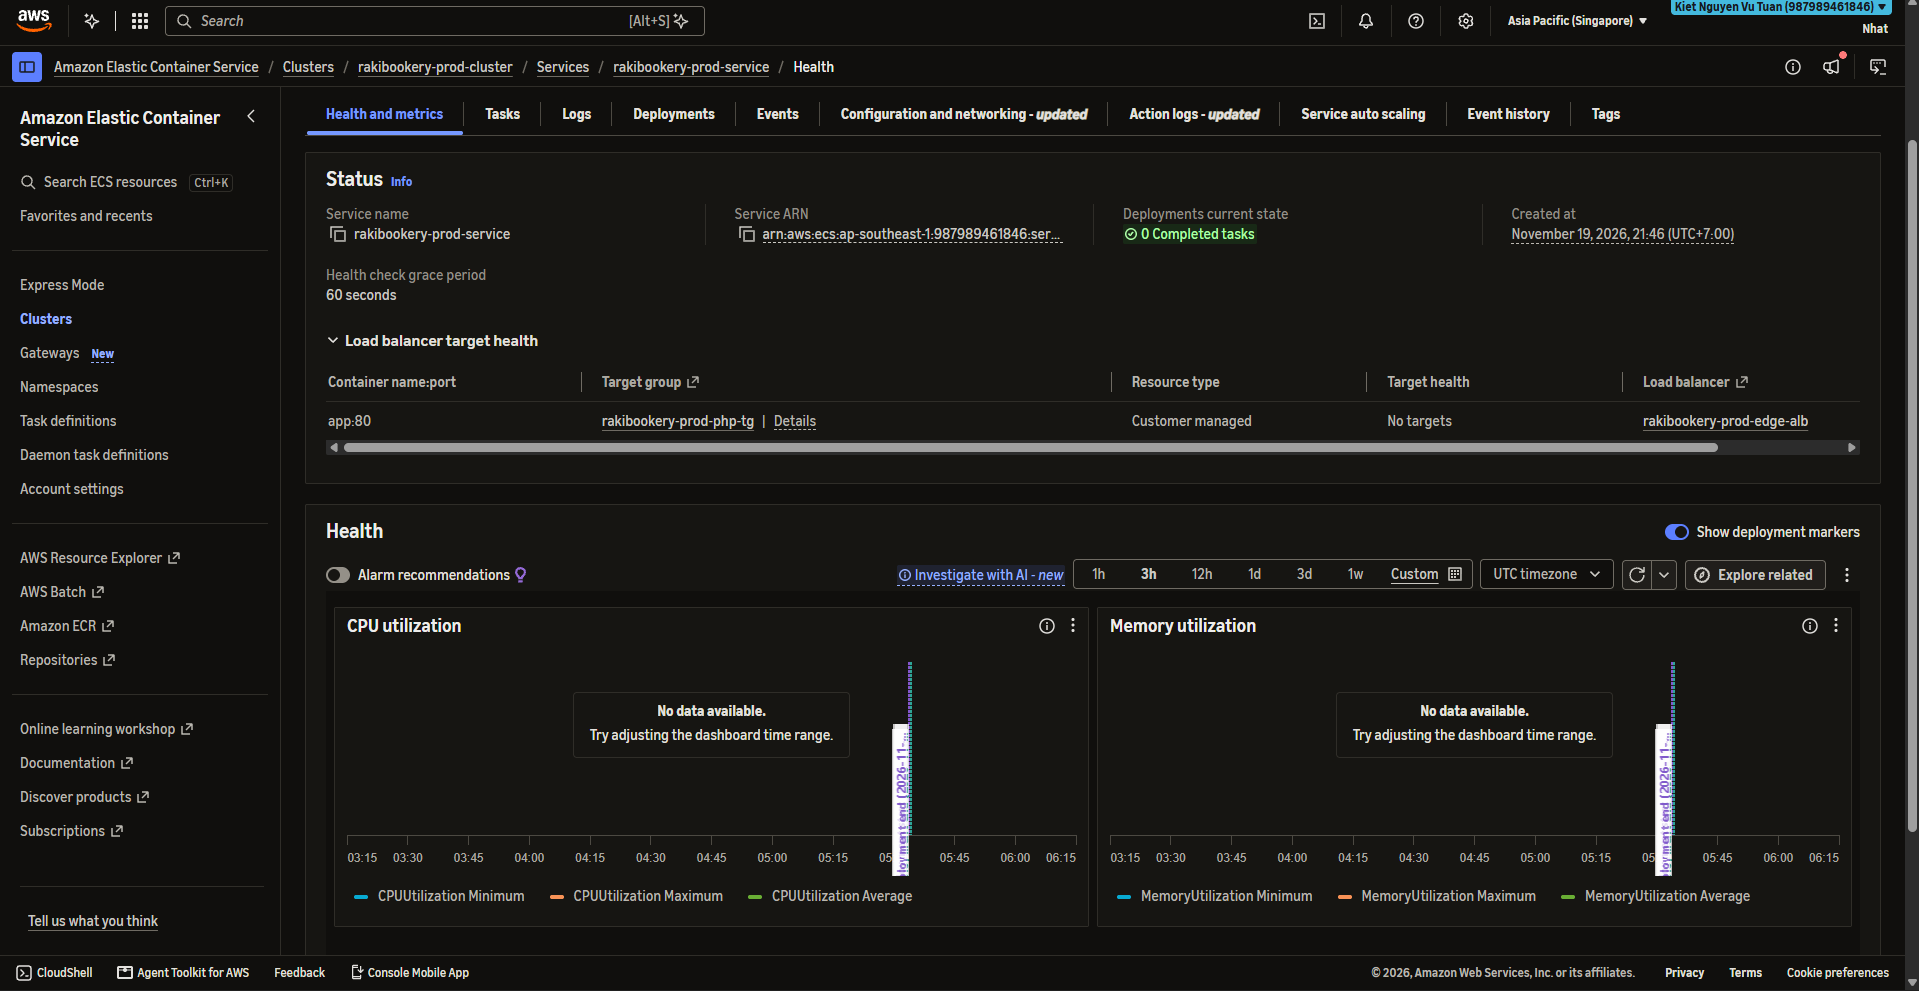 aws
Search [Alt+S]
Asia Pacific (Singapore)
Kiet Nguyen Vu Tuan (987989461846)
Nhat
Amazon Elastic Container Service / Clusters / rakibookery-prod-cluster / Services / rakibookery-prod-service / Health
Amazon Elastic Container Service
Search ECS resources Ctrl+K
Favorites and recents
Express Mode
Clusters
Gateways New
Namespaces
Task definitions
Daemon task definitions
Account settings
AWS Resource Explorer
AWS Batch
Amazon ECR
Repositories
Online learning workshop
Documentation
Discover products
Subscriptions
Tell us what you think
Health and metrics Tasks Logs Deployments Events Configuration and networking - updated Action logs - updated Service auto scaling Event history Tags
Status Info
Service name
rakibookery-prod-service
Service ARN
arn:aws:ecs:ap-southeast-1:987989461846:ser...
Deployments current state
0 Completed tasks
Created at
November 19, 2026, 21:46 (UTC+7:00)
Health check grace period
60 seconds
Load balancer target health
Container name:port Target group Resource type Target health Load balancer
app:80 rakibookery-prod-php-tg | Details Customer managed No targets rakibookery-prod-edge-alb
Health
Show deployment markers
Alarm recommendations
Investigate with AI - new
1h 3h 12h 1d 3d 1w Custom
UTC timezone
Explore related
CPU utilization
No data available.
Try adjusting the dashboard time range.
loyment end (2026-11-...
03:15 03:30 03:45 04:00 04:15 04:30 04:45 05:00 05:15 05 05:45 06:00 06:15
CPUUtilization Minimum CPUUtilization Maximum CPUUtilization Average
Memory utilization
No data available.
Try adjusting the dashboard time range.
loyment end (2026-11-...
03:15 03:30 03:45 04:00 04:15 04:30 04:45 05:00 05:15 05 05:45 06:00 06:15
MemoryUtilization Minimum MemoryUtilization Maximum MemoryUtilization Average
CloudShell Agent Toolkit for AWS Feedback Console Mobile App
© 2026, Amazon Web Services, Inc. or its affiliates. Privacy Terms Cookie preferences